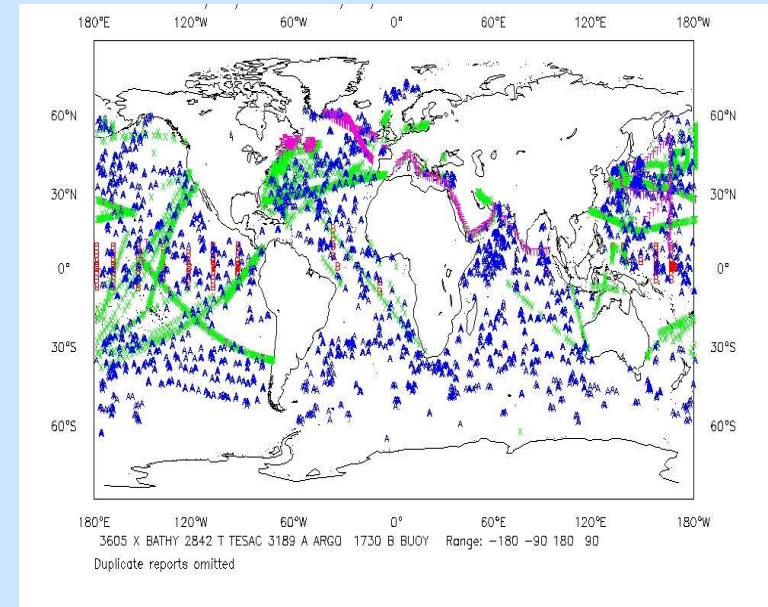 180°E 120°W 60°W 0° 60°E 120°E 180°W
60°N 60°N
30°N 30°N
0° 0°
30°S 30°S
60°S 60°S
180°E 120°W 60°W 0° 60°E 120°E 180°W
3605 X BATHY 2842 T TESAC 3189 A ARGO 1730 B BUOY Range: -180 -90 180 90
Duplicate reports omitted